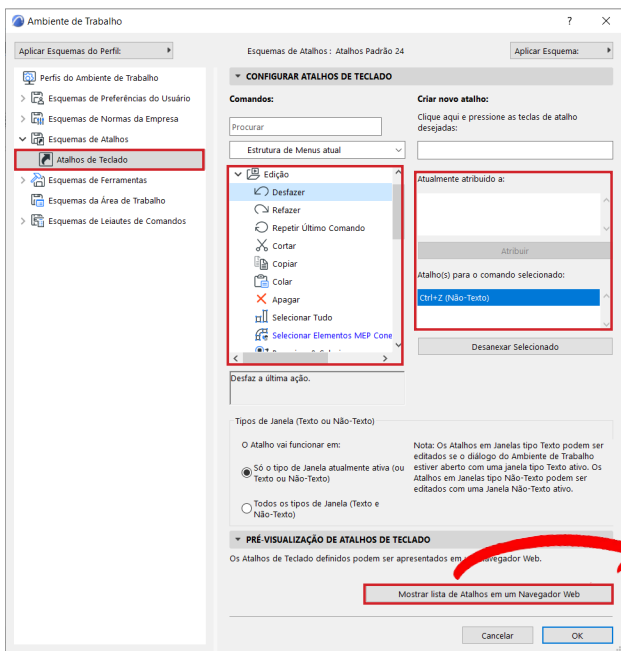 Ambiente de Trabalho
Aplicar Esquemas do Perfil:
Esquemas de Atalhos : Atalhos Padrão 24
Aplicar Esquema:
Perfis do Ambiente de Trabalho
Esquemas de Preferências do Usuário
Esquemas de Normas da Empresa
Esquemas de Atalhos
Atalhos de Teclado
Esquemas de Ferramentas
Esquemas da Área de Trabalho
Esquemas de Leiautes de Comandos
CONFIGURAR ATALHOS DE TECLADO
Comandos:
Procurar
Estrutura de Menus atual
Edição
Desfazer
Refazer
Repetir Último Comando
Cortar
Copiar
Colar
Apagar
Selecionar Tudo
Selecionar Elementos MEP Cone
Desfaz a última ação.
Criar novo atalho:
Clique aqui e pressione as teclas de atalho
desejadas:
Atualmente atribuido a:
Atribuir
Atalho(s) para o comando selecionado:
Ctrl+Z (Não-Texto)
Desanexar Selecionado
Tipos de Janela (Texto ou Não-Texto)
O Atalho vai funcionar em:
Só o tipo de Janela atualmente ativa (ou
Texto ou Não-Texto)
Todos os tipos de Janela (Texto e
Não-Texto)
Nota: Os Atalhos em Janelas tipo Texto podem ser
editados se o diálogo do Ambiente de Trabalho
estiver aberto com uma janela tipo Texto ativo. Os
Atalhos em Janelas tipo Não-Texto podem ser
editados com uma Janela Não-Texto ativo.
PRÉ-VISUALIZAÇÃO DE ATALHOS DE TECLADO
Os Atalhos de Teclado definidos podem ser apresentados em Navegador Web.
Mostrar lista de Atalhos em um Navegador Web
Cancelar
OK